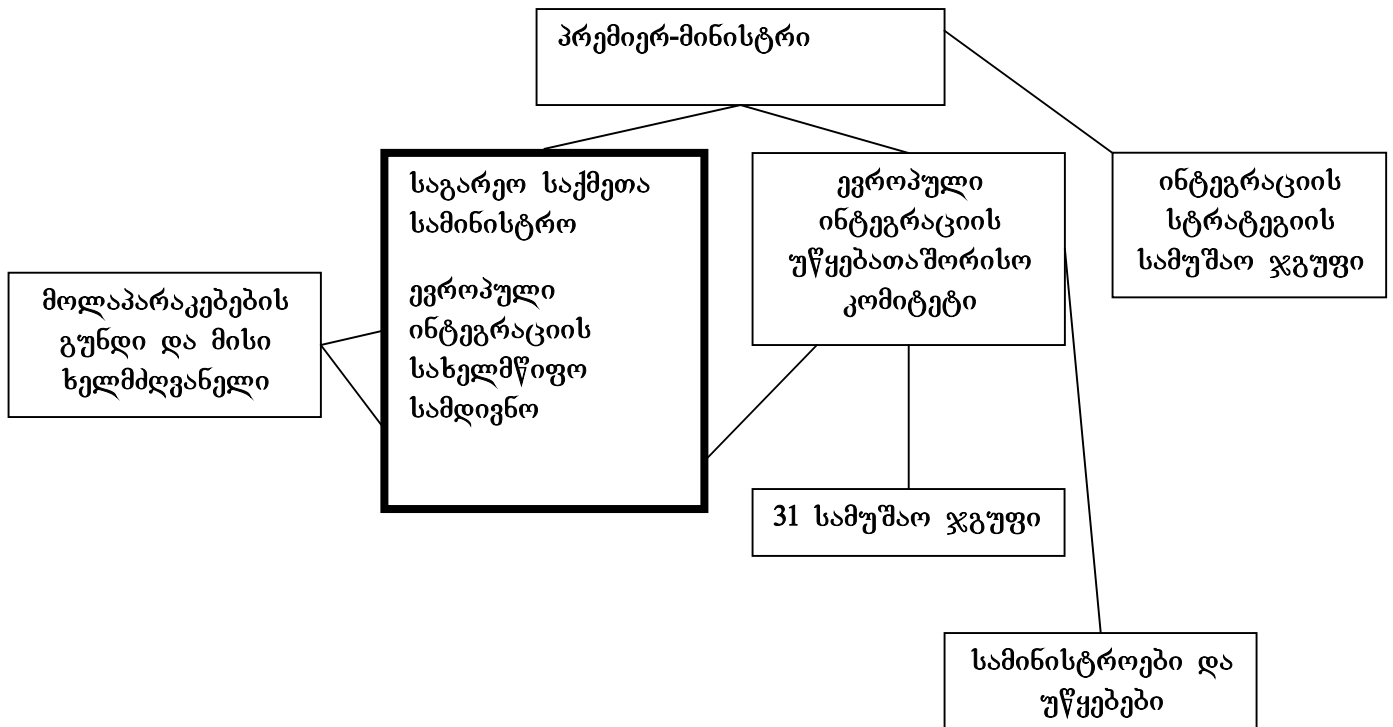 პრემიერ-მინისტრი
საგარეო საქმეთა
სამინისტრო
ევროპული
ინტეგრაციის
სახელმწიფო
სამდივნო
ევროპული
ინტეგრაციის
უწყებათაშორისო
კომიტეტი
ინტეგრაციის
სტრატეგიის
სამუშაო ჯგუფი
მოლაპარაკებების
გუნდი და მისი
ხელმძღვანელი
31 სამუშაო ჯგუფი
სამინისტროები და
უწყებები